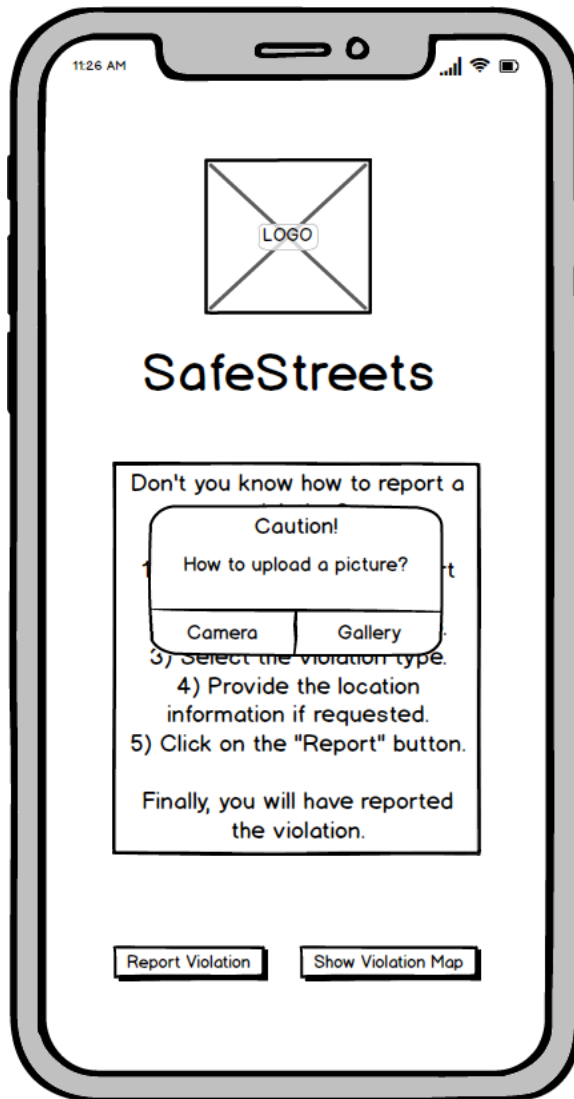 11:26 AM
LOGO
SafeStreets
Don't you know how to report a
Caution!
How to upload a picture?
Camera
Gallery
3) Select the violation type.
4) Provide the location
information if requested.
5) Click on the "Report" button.
Finally, you will have reported
the violation.
Report Violation
Show Violation Map